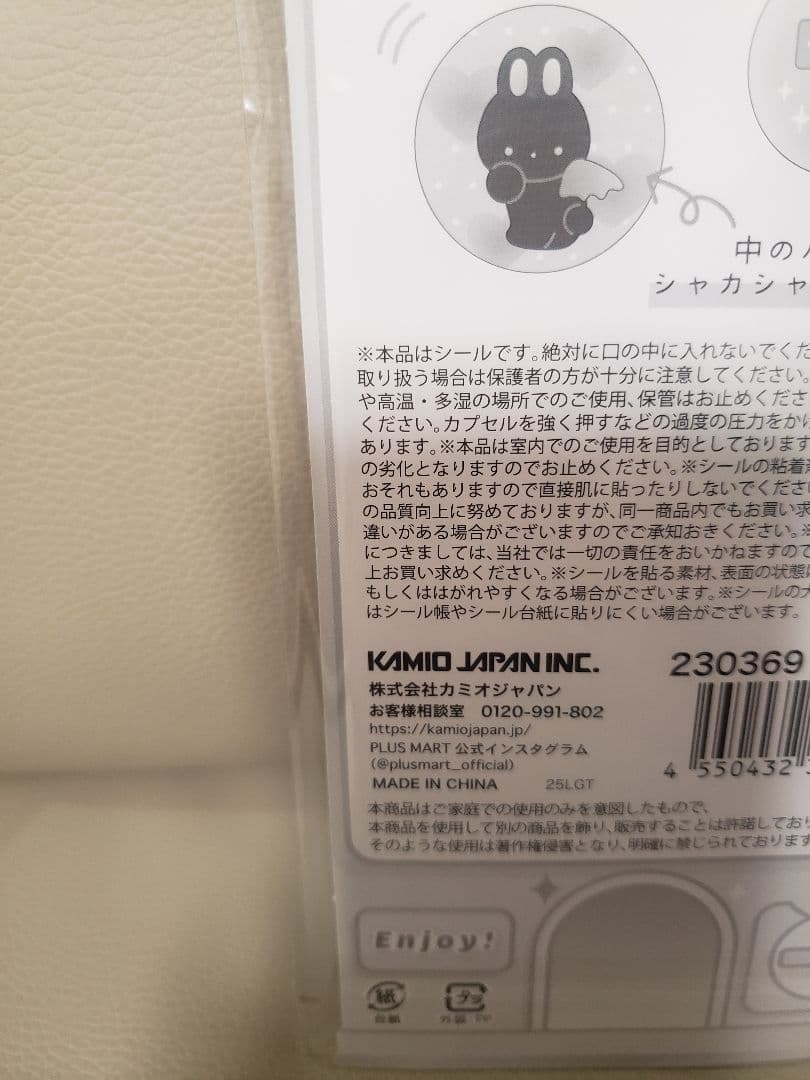 中の
シャカシャ
※本品はシールです。絶対に口の中に入れないでくだ
取り扱う場合は保護者の方が十分に注意してください。
や高温・多湿の場所でのご使用、保管はお止めくださ
ください。カプセルを強く押すなどの過度の圧力をか
あります。※本品は室内でのご使用を目的としております
の劣化となりますのでお止めください。※シールの粘着
おそれもありますので直接肌に貼ったりしないでくださ
の品質向上に努めておりますが、同一商品内でもお買い求
違いがある場合がございますのでご承知おきください。
につきましては、当社では一切の責任をおいかねますので
上お買い求めください。※シールを貼る素材、表面の状態
もしくははがれやすくなる場合がございます。※シールの
はシール帳やシール台紙に貼りにくい場合がございます。
KAMIO JAPAN INC.
230369
株式会社カミオジャパン
お客様相談室 0120-991-802
https://kamiojapan.jp/
PLUS MART 公式インスタグラム
(@plusmart_official)
4 550432
MADE IN CHINA 25LGT
本商品はご家庭での使用のみを意図したもので、
本商品を使用して別の商品を飾り、販売することは許諾しており
そのような使用は著作権侵害となり、明確に禁じられております
Enjoy!
紙 プラ
台紙 外装:PP